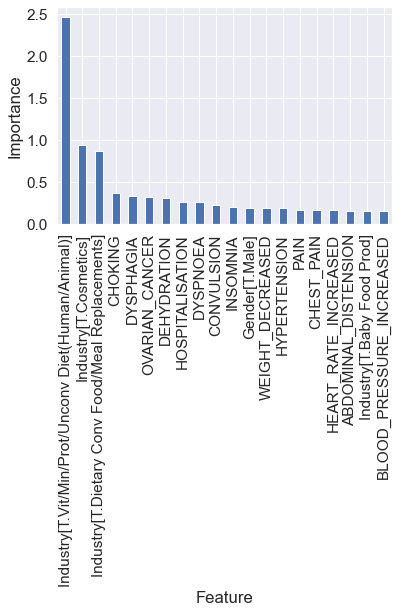 2.5
2.0
1.5
1.0
0.5
0.0
Importance
Industry[T.Vit/Min/Prot/Unconv Diet(Human/Animal)]
Industry[T.Cosmetics]
Industry[T.Dietary Conv Food/Meal Replacements]
CHOKING
DYSPHAGIA
OVARIAN_CANCER
DEHYDRATION
HOSPITALISATION
DYSPNOEA
CONVULSION
INSOMNIA
Gender[T.Male]
WEIGHT_DECREASED
HYPERTENSION
PAIN
CHEST_PAIN
HEART_RATE_INCREASED
ABDOMINAL_DISTENSION
Industry[T.Baby Food Prod]
BLOOD_PRESSURE_INCREASED
Feature